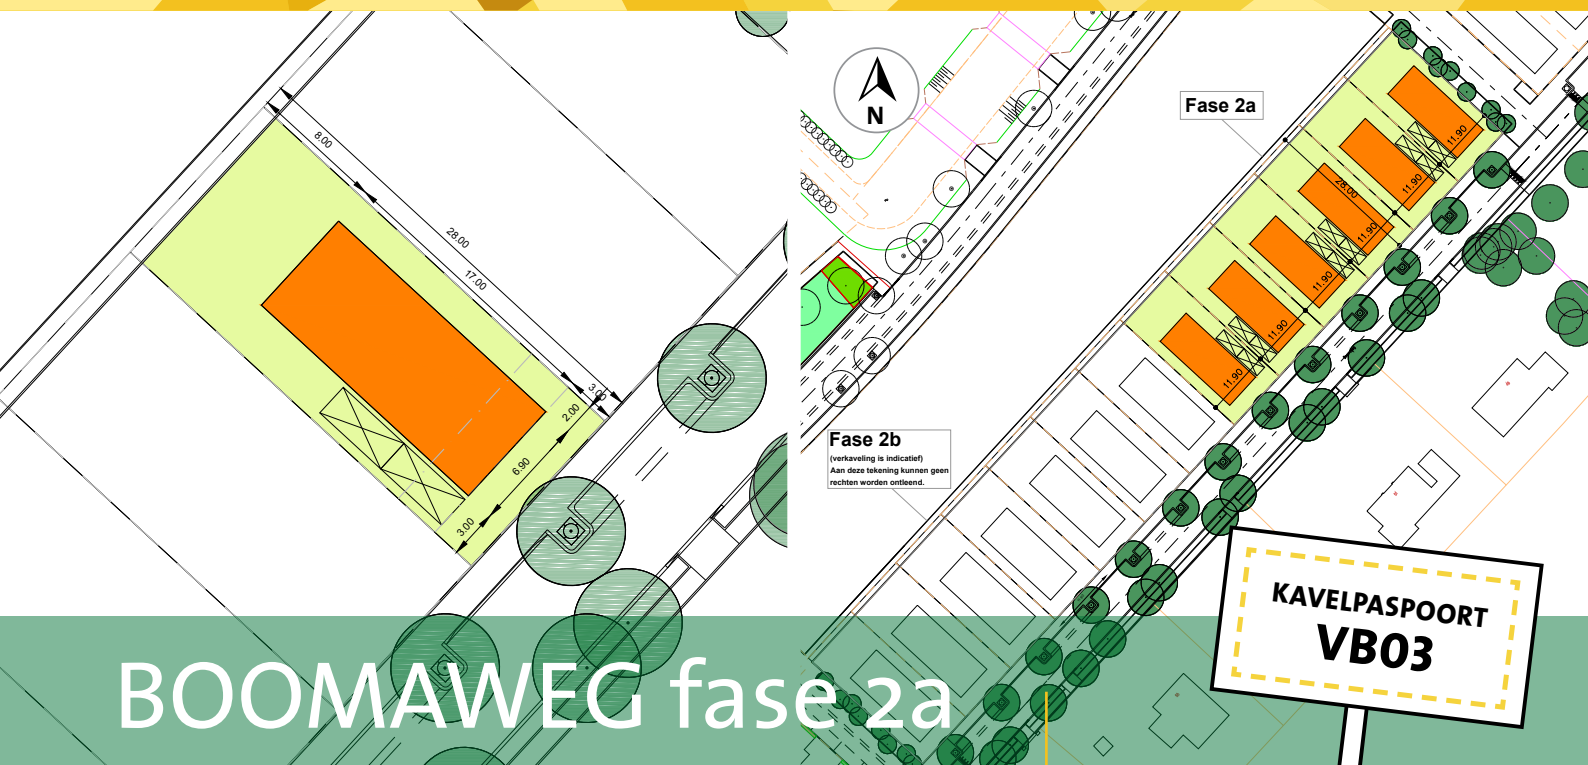 8.00
28.00
17.00
3.00
2.00
6.90
3.00
N
Fase 2a
11.90
11.90
28.00
11.90
11.90
11.90
11.90
Fase 2b
(verkaveling is indicatief)
Aan deze tekening kunnen geen
rechten worden ontleend.
KAVELPASPOORT
VB03
BOOMAWEG fase 2a